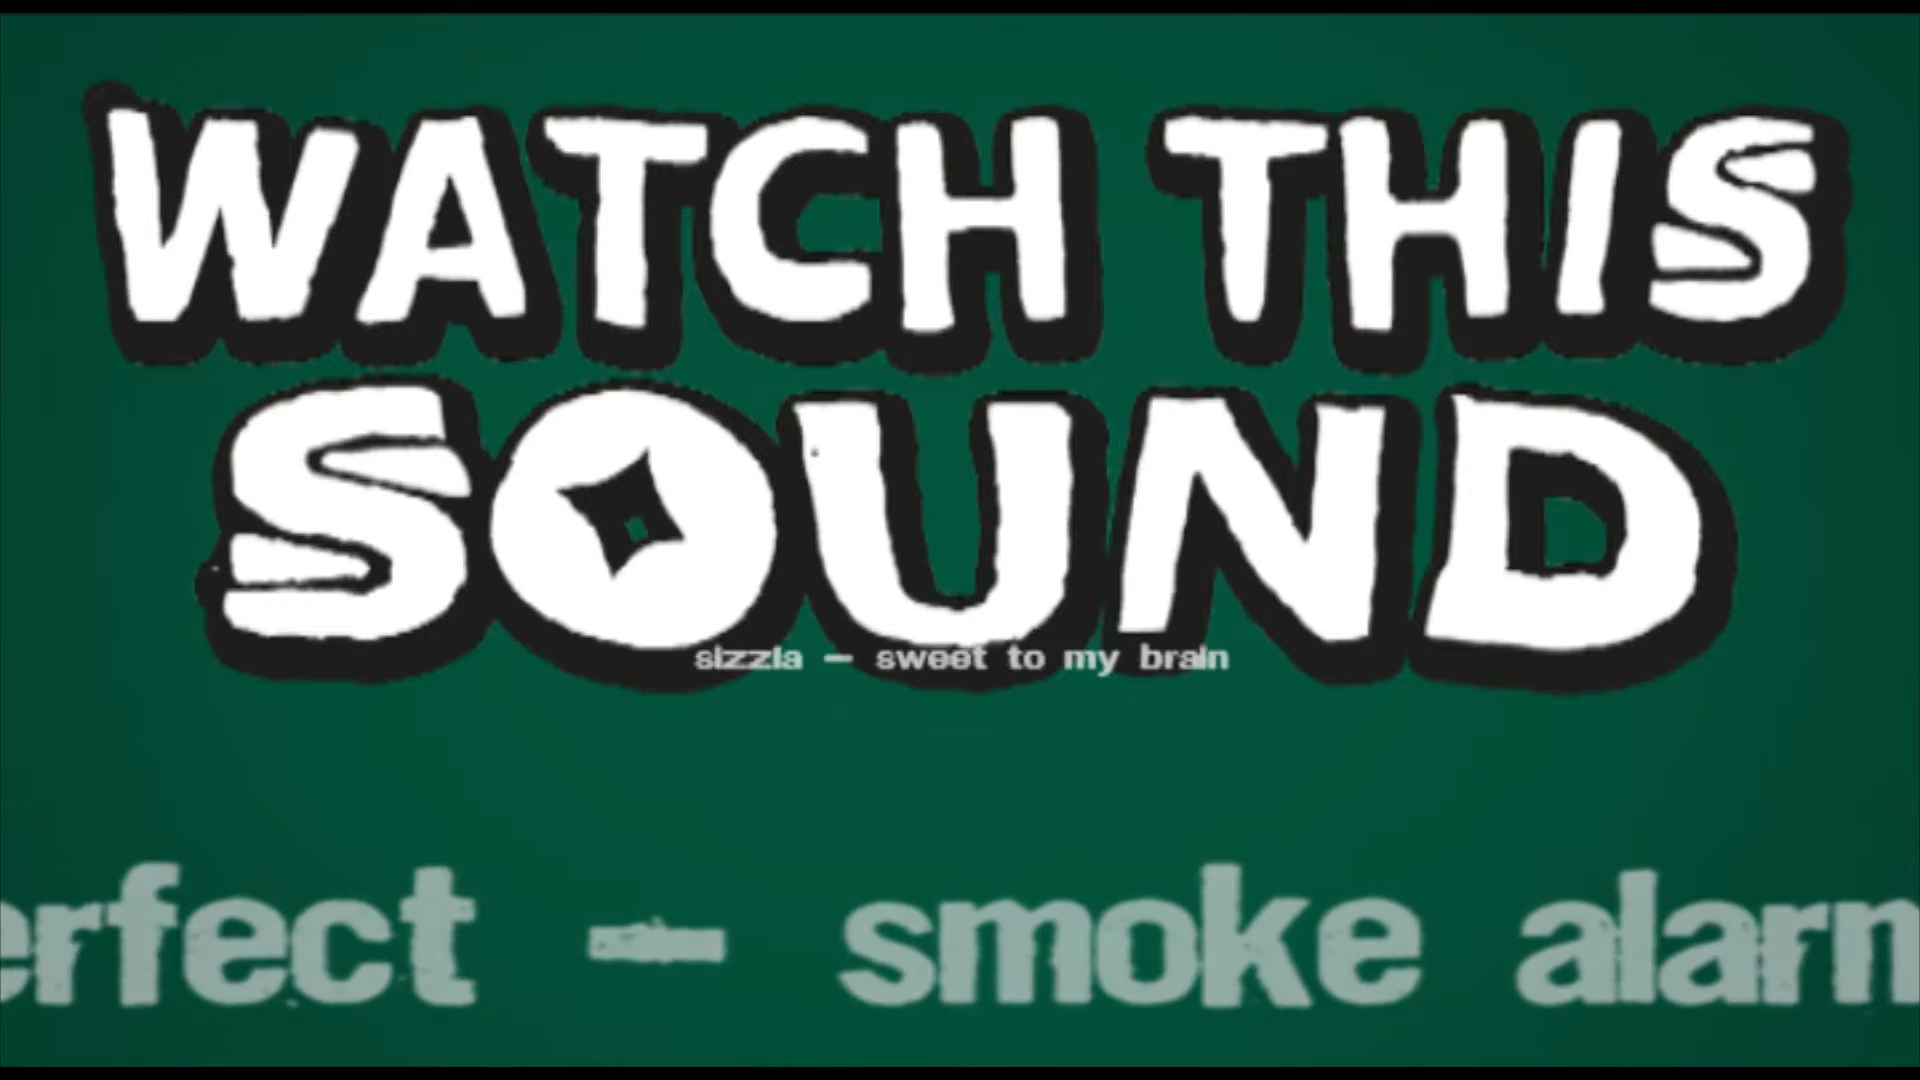 WATCH THIS
SOUND
sizzla – sweet to my brain
erfect – smoke alarm